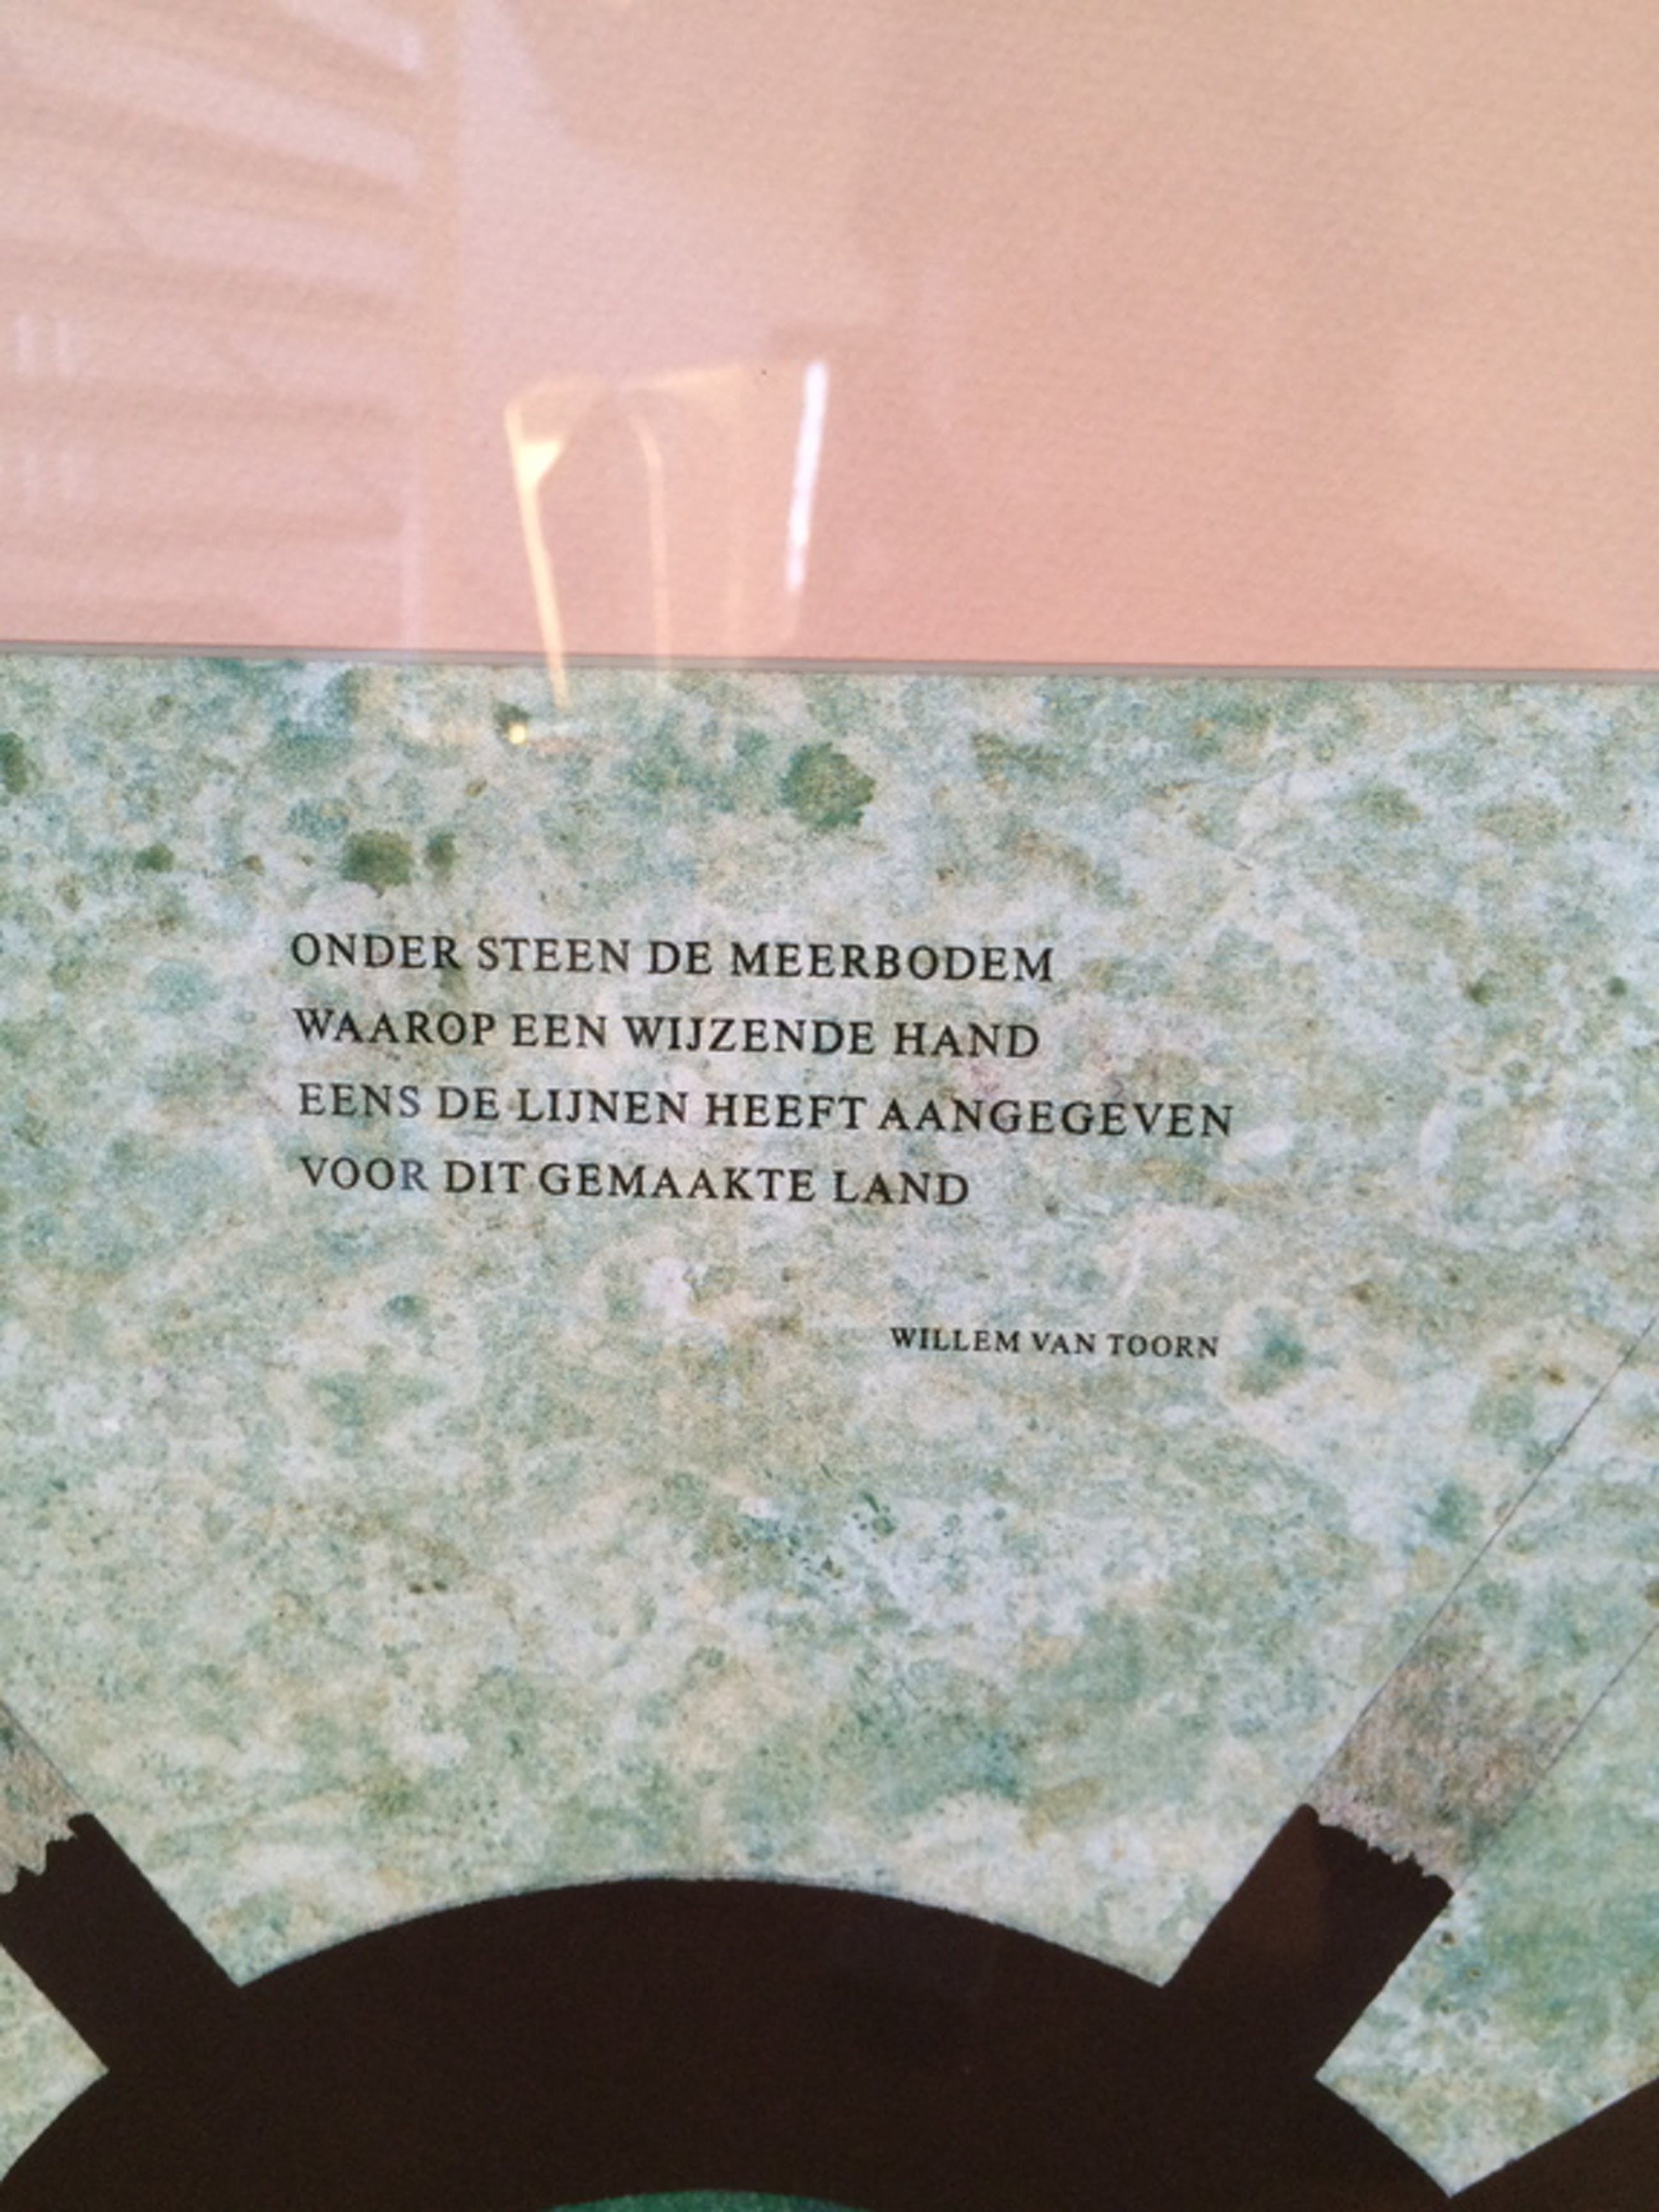 ONDER STEEN DE MEERBODEM
WAAROP EEN WIJZENDE HAND
EENS DE LIJNEN HEEFT AANGEGEVEN
VOOR DIT GEMAAKTE LAND
WILLEM VAN TOORN